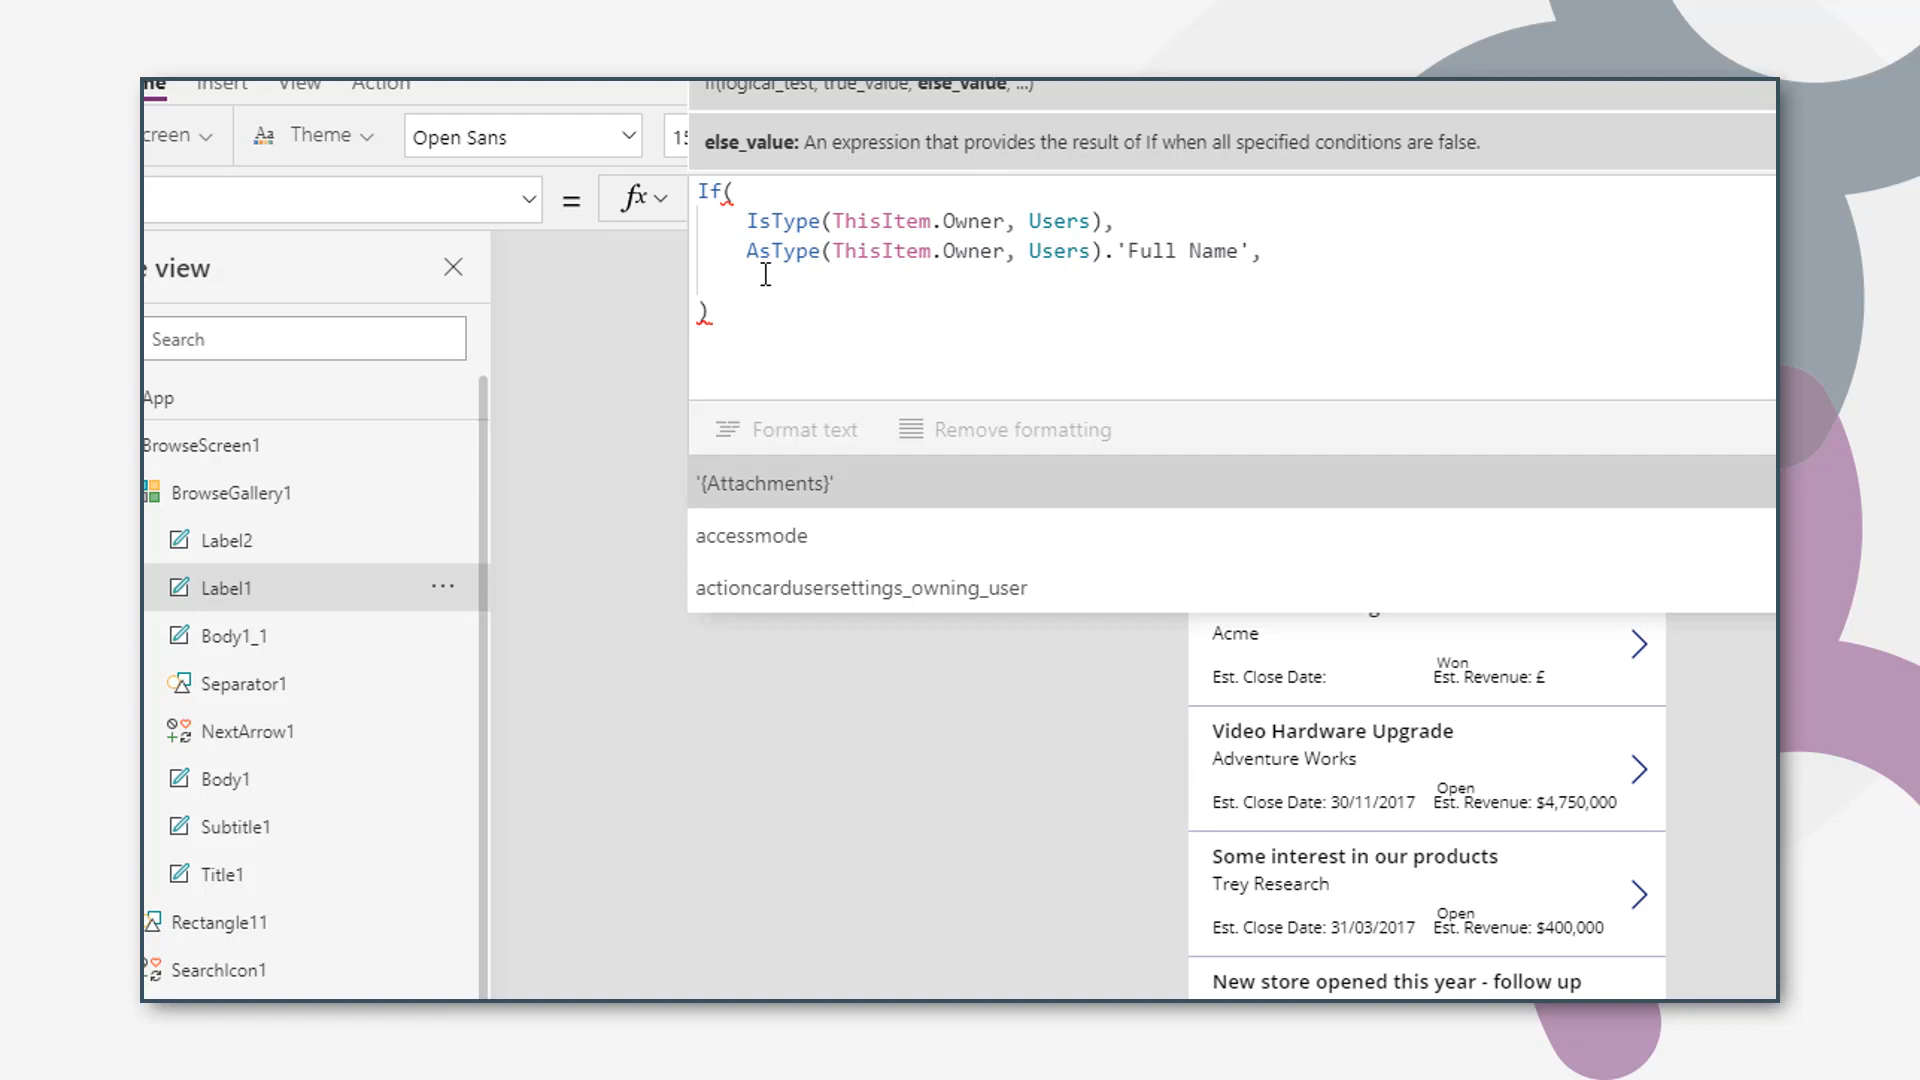 me Insert View Action
If(logical_test, true_value, else_value, ...)
creen Theme Open Sans 15
else_value: An expression that provides the result of If when all specified conditions are false.
= fx
If(
IsType(ThisItem.Owner, Users),
AsType(ThisItem.Owner, Users).'Full Name',
)
e view
Search
Format text Remove formatting
App
'{Attachments}'
BrowseScreen1
accessmode
BrowseGallery1
actioncardusersettings_owning_user
Label2
Label1 ...
Body1_1
Separator1
NextArrow1
Body1
Subtitle1
Title1
Rectangle11
SearchIcon1
Acme
Won
Est. Close Date: Est. Revenue: £
Video Hardware Upgrade
Adventure Works
Open
Est. Close Date: 30/11/2017 Est. Revenue: $4,750,000
Some interest in our products
Trey Research
Open
Est. Close Date: 31/03/2017 Est. Revenue: $400,000
New store opened this year - follow up